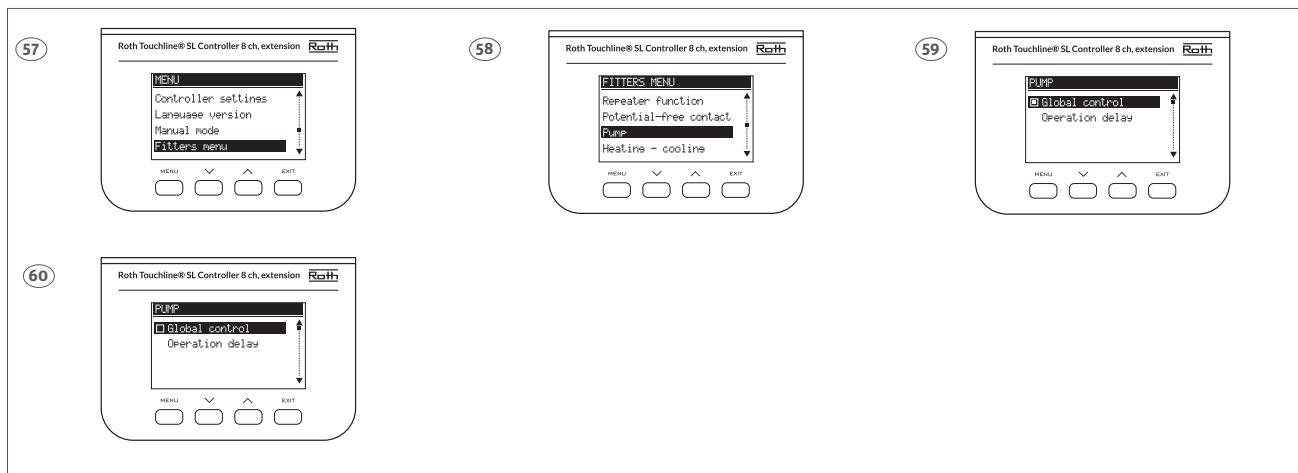 57
Roth Touchline® SL Controller 8 ch, extension Roth
MENU
Controller settings
Language version
Manual mode
Fitters menu
MENU EXIT
58
Roth Touchline® SL Controller 8 ch, extension Roth
FITTERS MENU
Repeater function
Potential-free contact
Pump
Heating - cooling
MENU EXIT
59
Roth Touchline® SL Controller 8 ch, extension Roth
PUMP
Global control
Operation delay
MENU EXIT
60
Roth Touchline® SL Controller 8 ch, extension Roth
PUMP
Global control
Operation delay
MENU EXIT